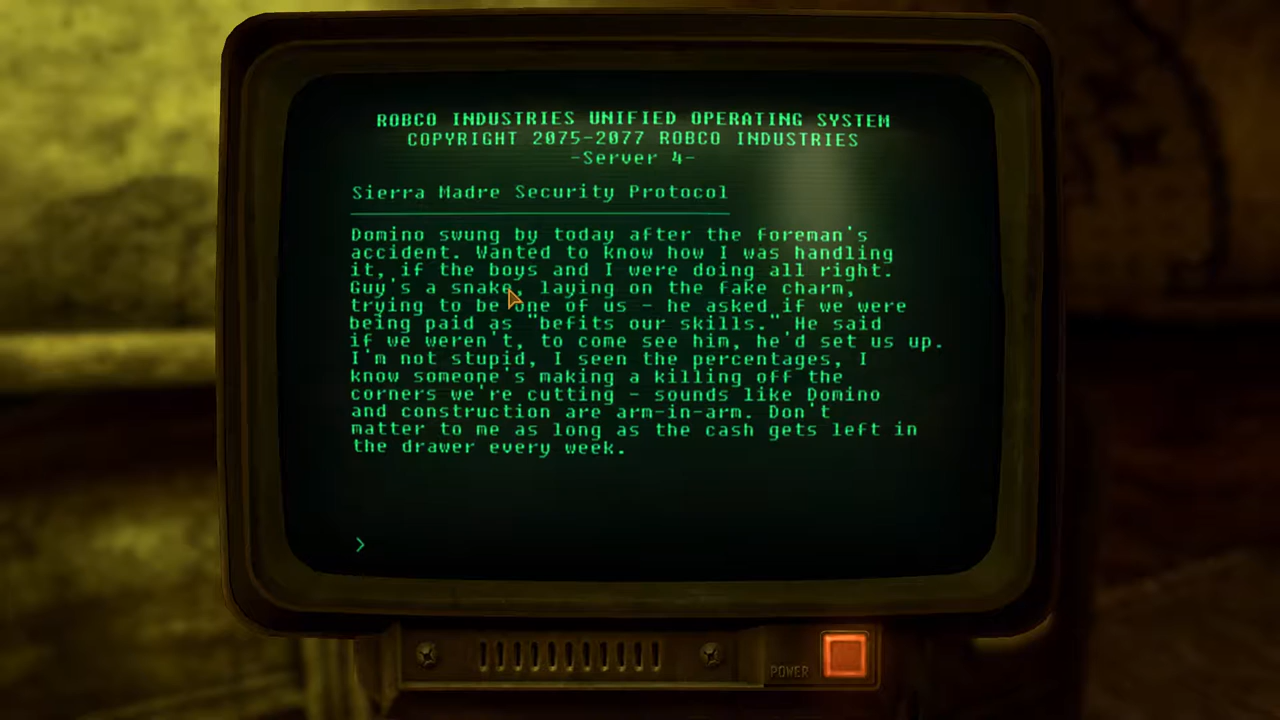 ROBCO INDUSTRIES UNIFIED OPERATING SYSTEM
COPYRIGHT 2075-2077 ROBCO INDUSTRIES
-Server 4-
Sierra Madre Security Protocol
Domino swung by today after the foreman's
accident. Wanted to know how I was handling
it, if the boys and I were doing all right.
Guy's a snake, laying on the fake charm,
trying to be one of us - he asked if we were
being paid as "befits our skills." He said
if we weren't, to come see him, he'd set us up.
I'm not stupid, I seen the percentages, I
know someone's making a killing off the
corners we're cutting - sounds like Domino
and construction are arm-in-arm. Don't
matter to me as long as the cash gets left in
the drawer every week.
>
POWER